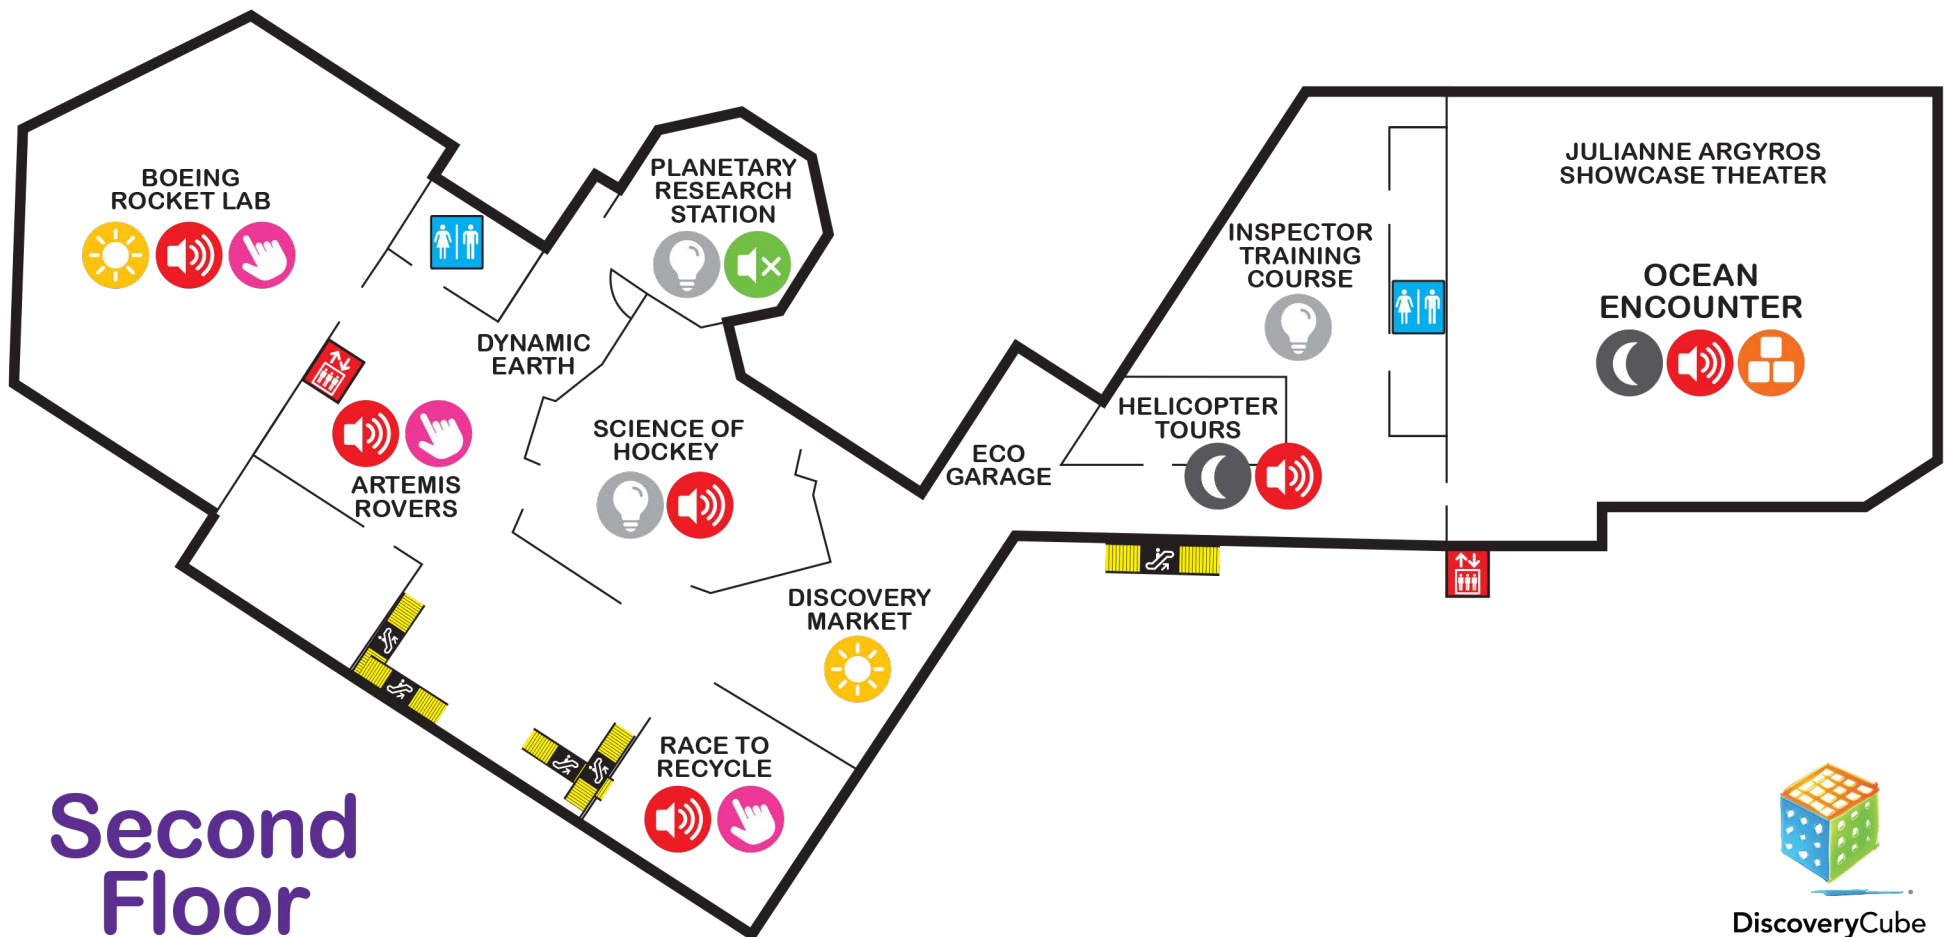 BOEING
ROCKET LAB
PLANETARY
RESEARCH
STATION
DYNAMIC
EARTH
SCIENCE OF
HOCKEY
ARTEMIS
ROVERS
DISCOVERY
MARKET
RACE TO
RECYCLE
ECO
GARAGE
HELICOPTER
TOURS
INSPECTOR
TRAINING
COURSE
JULIANNE ARGYROS
SHOWCASE THEATER
OCEAN
ENCOUNTER
Second
Floor
DiscoveryCube